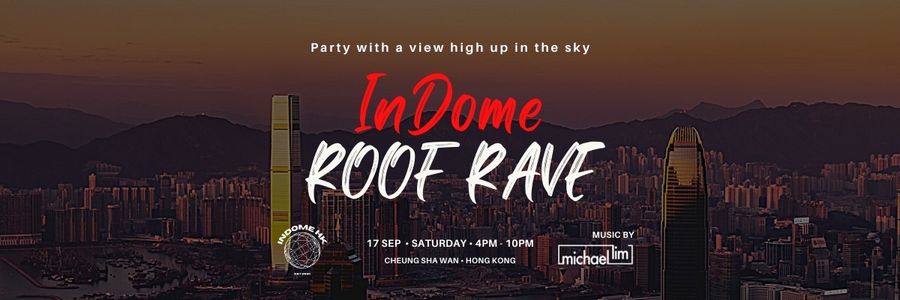 Party with a view high up in the sky
InDome
ROOF RAVE
INDOME HK
17 SEP • SATURDAY • 4PM - 10PM
CHEUNG SHA WAN • HONG KONG
MUSIC BY
michael lim